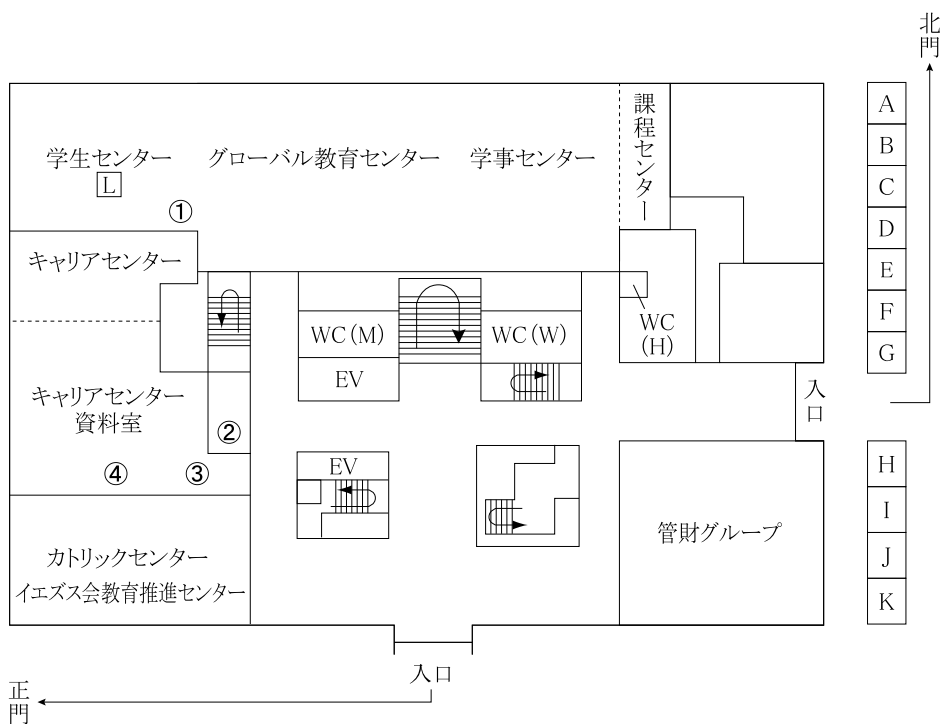 北門
A
B
C
D
E
F
G
学生センター
グローバル教育センター
学事センター
課程センター
L
①
キャリアセンター
WC(M)
WC(W)
WC
(H)
EV
入口
キャリアセンター
資料室
②
③
④
EV
H
I
J
K
管財グループ
カトリックセンター
イエズス会教育推進センター
入口
正門